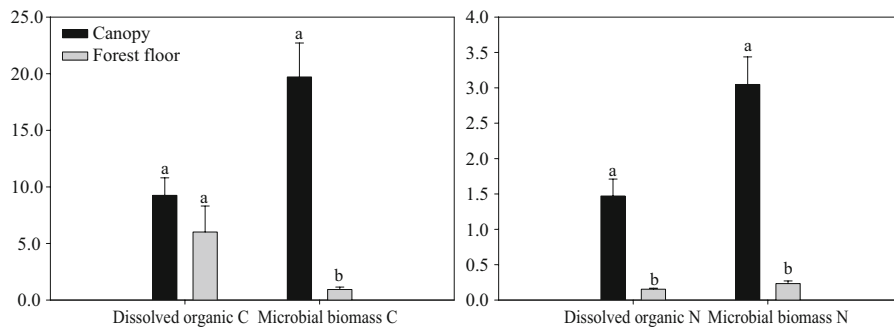 25.0
20.0
15.0
10.0
5.0
0.0
Canopy
Forest floor
a
a
a
b
Dissolved organic C Microbial biomass C
4.0
3.5
3.0
2.5
2.0
1.5
1.0
0.5
0.0
a
b
a
b
Dissolved organic N Microbial biomass N